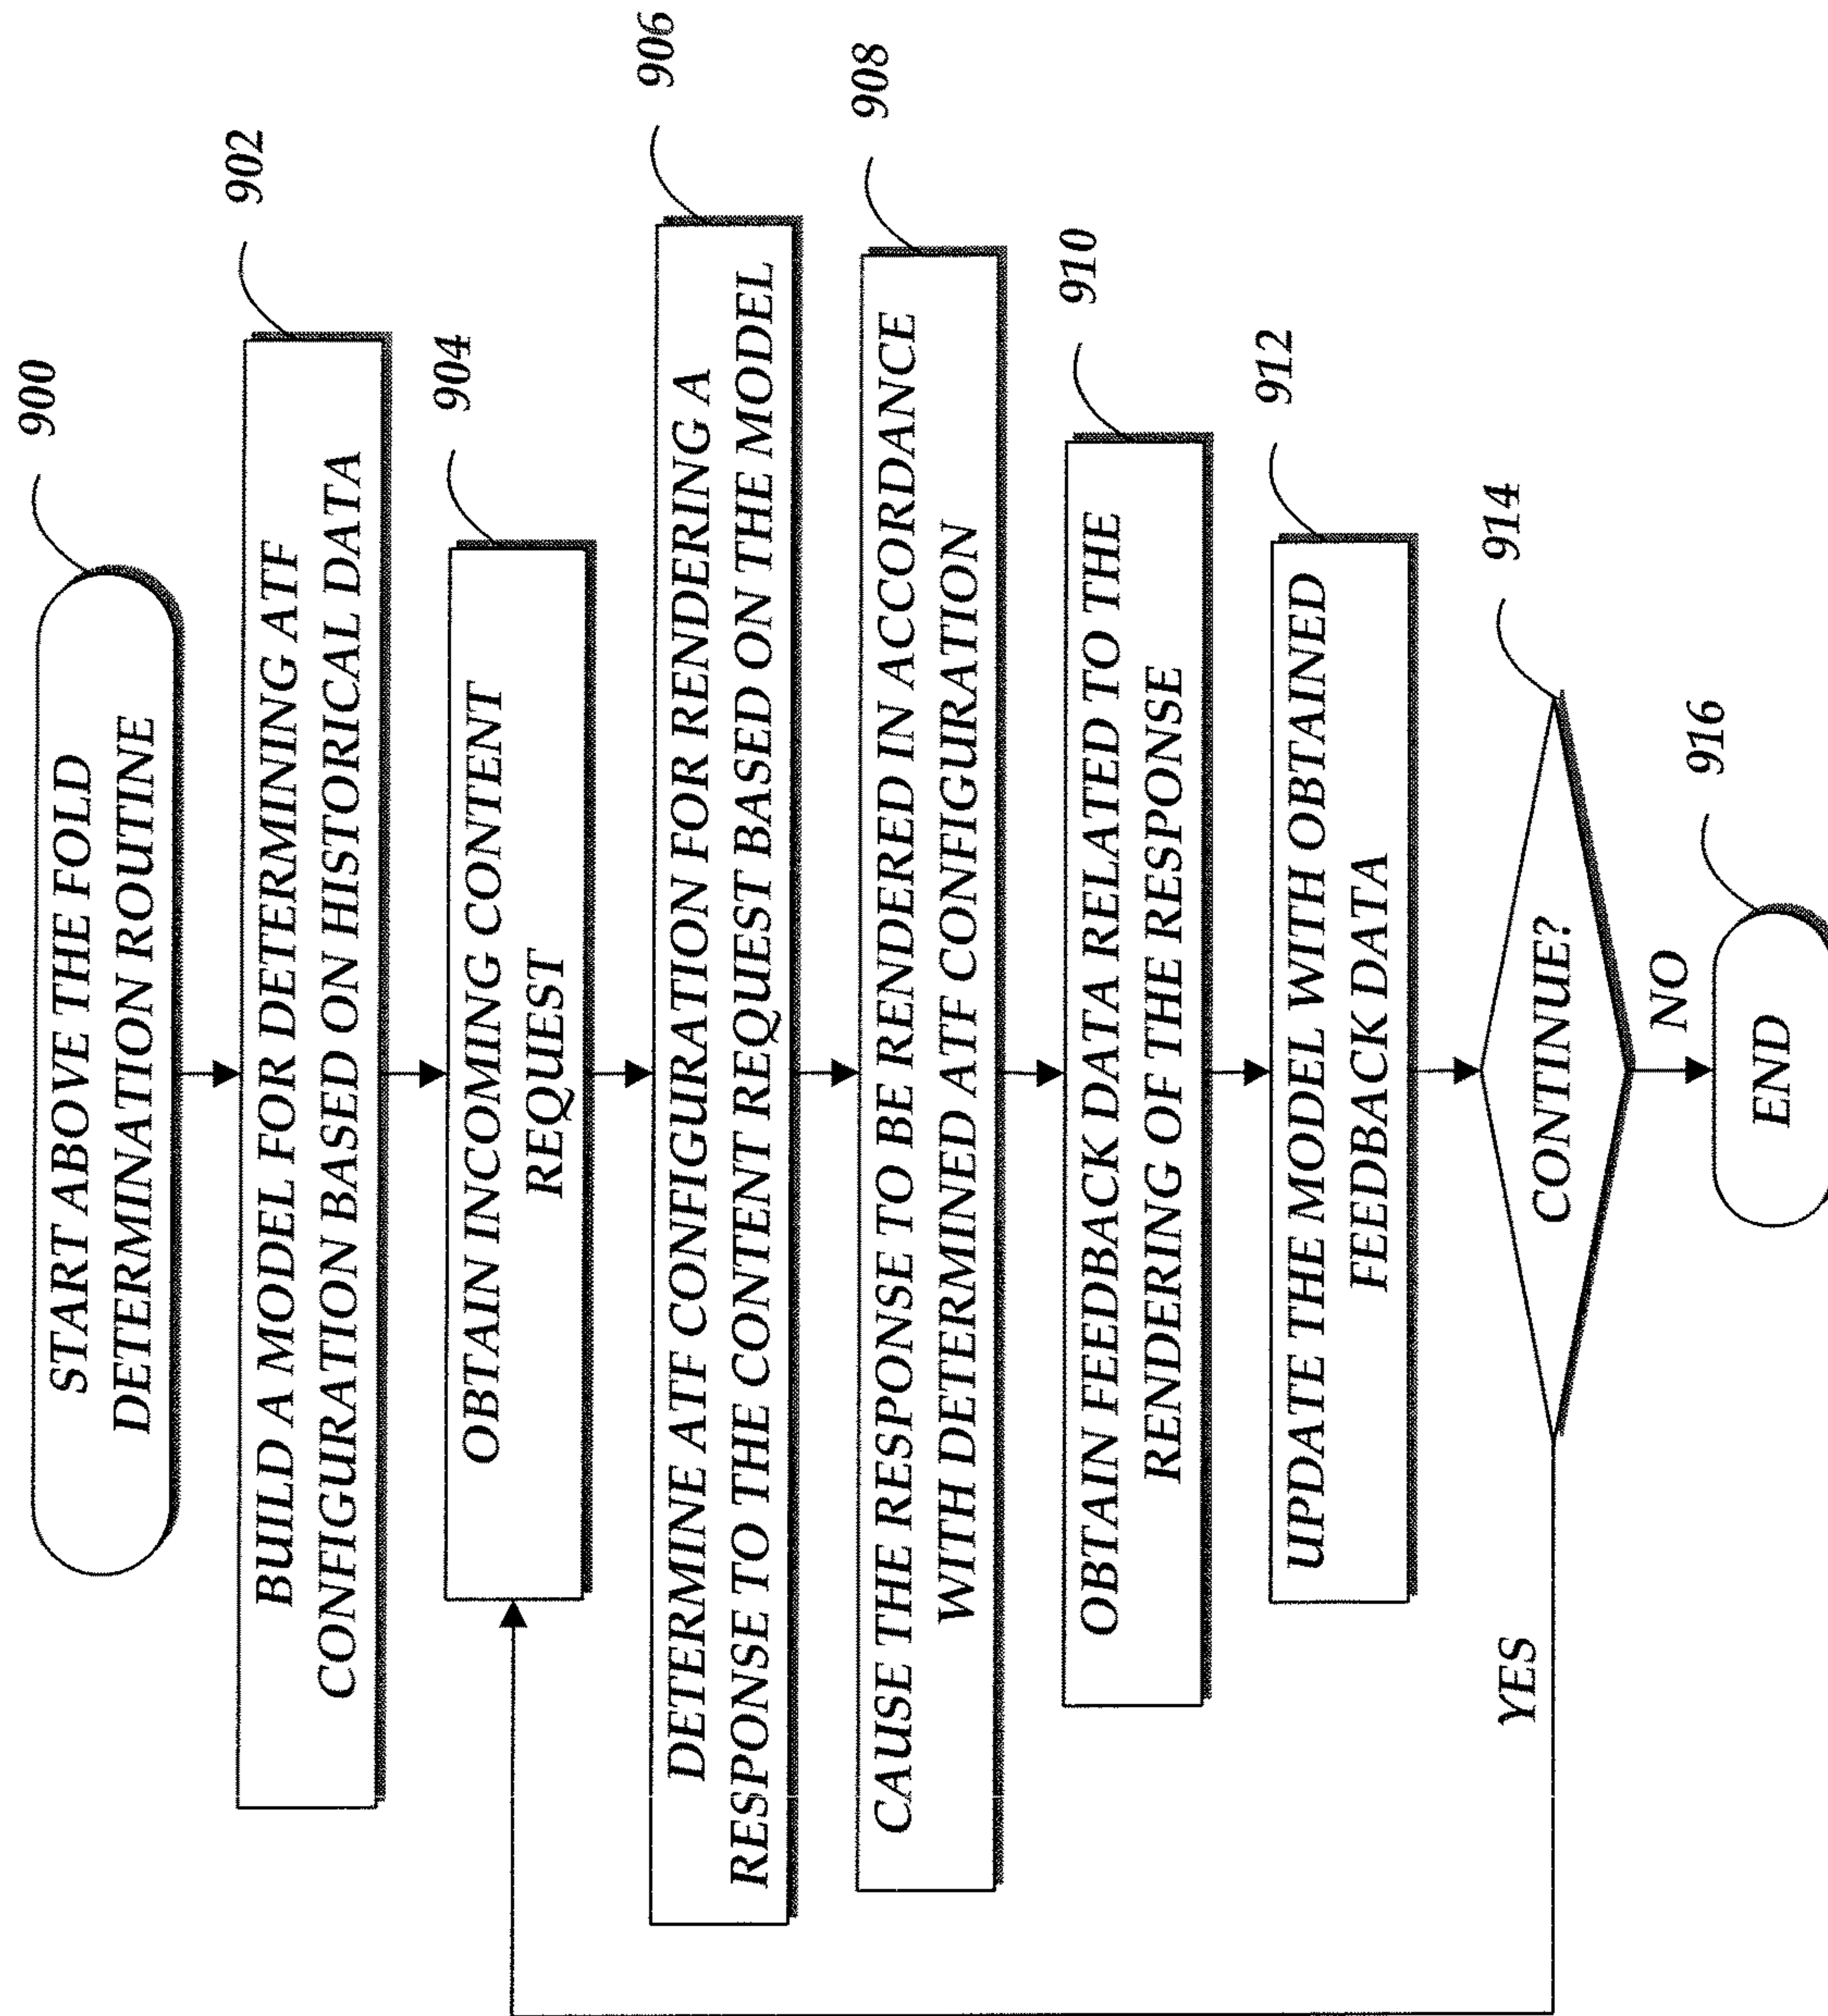 900
START ABOVE THE FOLD
DETERMINATION ROUTINE
902
BUILD A MODEL FOR DETERMINING ATF
CONFIGURATION BASED ON HISTORICAL DATA
904
OBTAIN INCOMING CONTENT
REQUEST
906
DETERMINE ATF CONFIGURATION FOR RENDERING A
RESPONSE TO THE CONTENT REQUEST BASED ON THE MODEL
908
CAUSE THE RESPONSE TO BE RENDERED IN ACCORDANCE
WITH DETERMINED ATF CONFIGURATION
910
OBTAIN FEEDBACK DATA RELATED TO THE
RENDERING OF THE RESPONSE
912
UPDATE THE MODEL WITH OBTAINED
FEEDBACK DATA
914
CONTINUE?
YES
NO
916
END